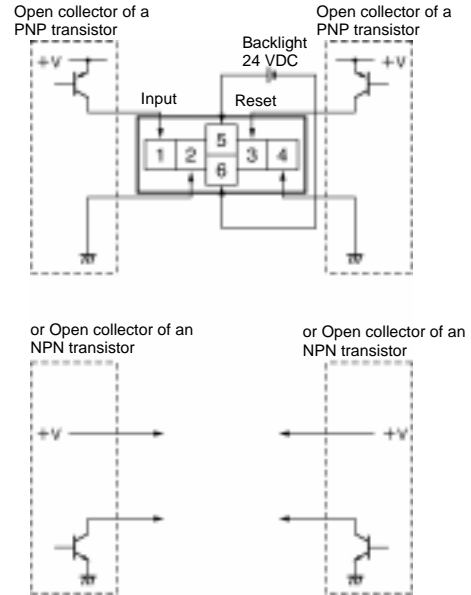 Open collector of a
PNP transistor
Open collector of a
PNP transistor
Backlight
24 VDC
+V
+V
Input
Reset
1
2
5
6
3
4
or Open collector of an
NPN transistor
or Open collector of an
NPN transistor
+V
+V